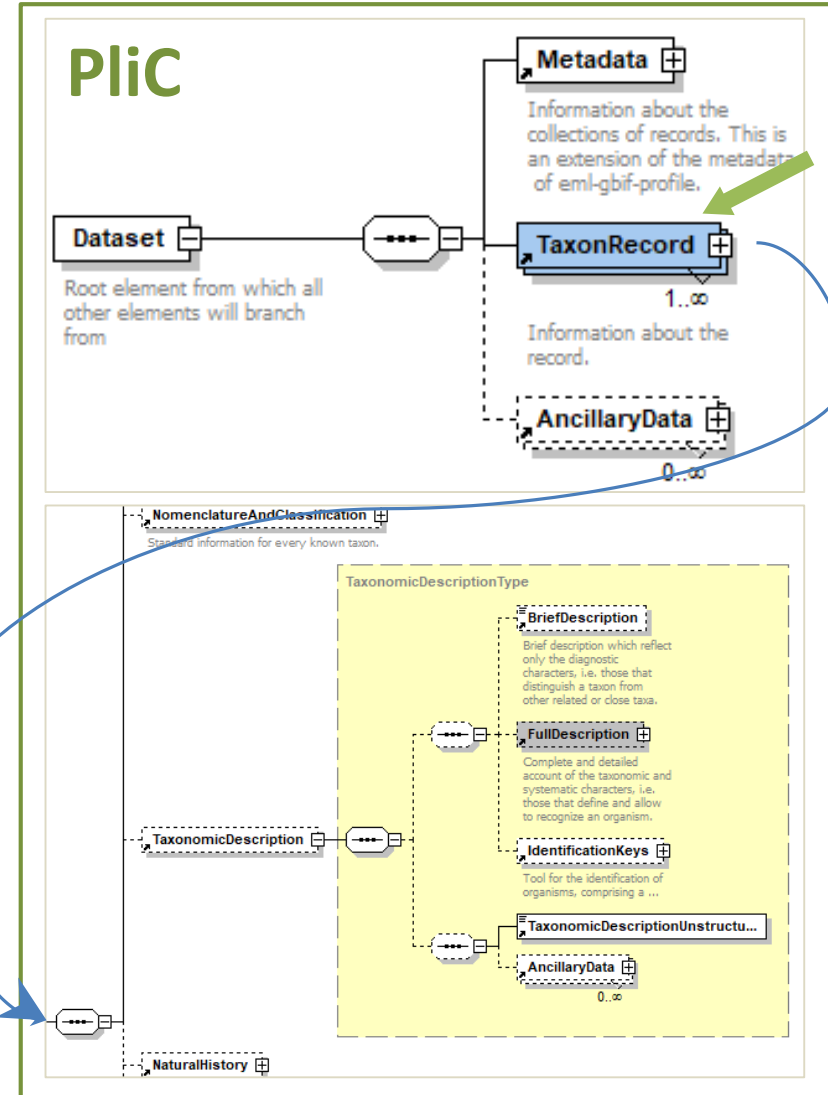 PliC
Metadata
Information about the
collections of records. This is
an extension of the metadata
of eml-gbif-profile.
Dataset
Root element from which all
other elements will branch
from
TaxonRecord
1..∞
Information about the
record.
AncillaryData
0..∞
NomenclatureAndClassification
Standard information for every known taxon.
TaxonomicDescriptionType
BriefDescription
Brief description which reflect
only the diagnostic
characters, i.e. those that
distinguish a taxon from
other related or close taxa.
FullDescription
Complete and detailed
account of the taxonomic and
systematic characters, i.e.
those that define and allow
to recognize an organism.
TaxonomicDescription
IdentificationKeys
Tool for the identification of
organisms, comprising a ...
TaxonomicDescriptionUnstructu...
AncillaryData
0..∞
NaturalHistory